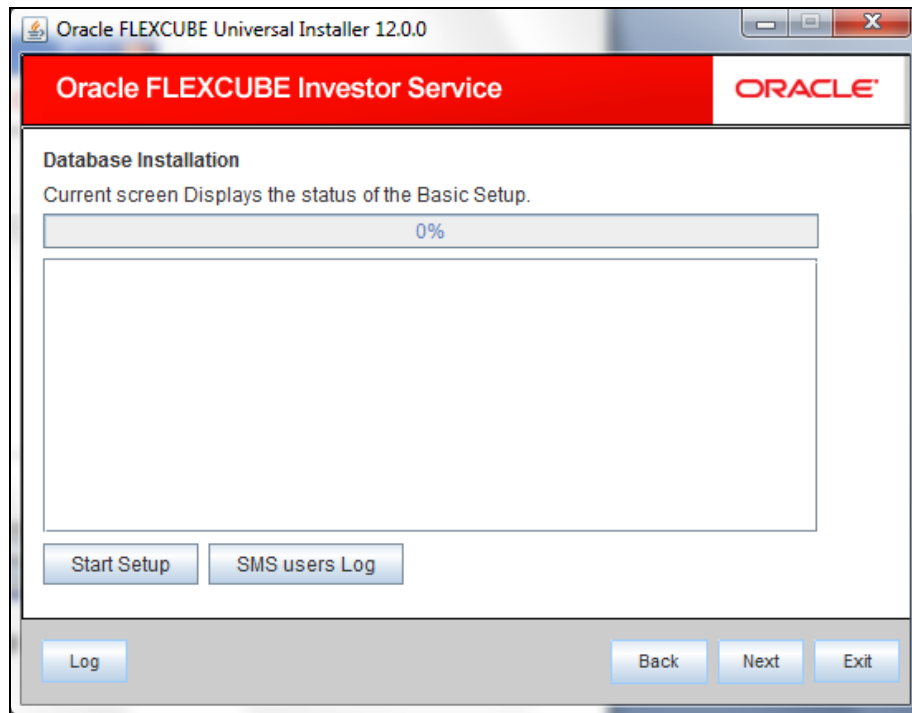 Oracle FLEXCUBE Universal Installer 12.0.0
Oracle FLEXCUBE Investor Service
ORACLE
Database Installation
Current screen Displays the status of the Basic Setup.
0%
Start Setup SMS users Log
Log Back Next Exit